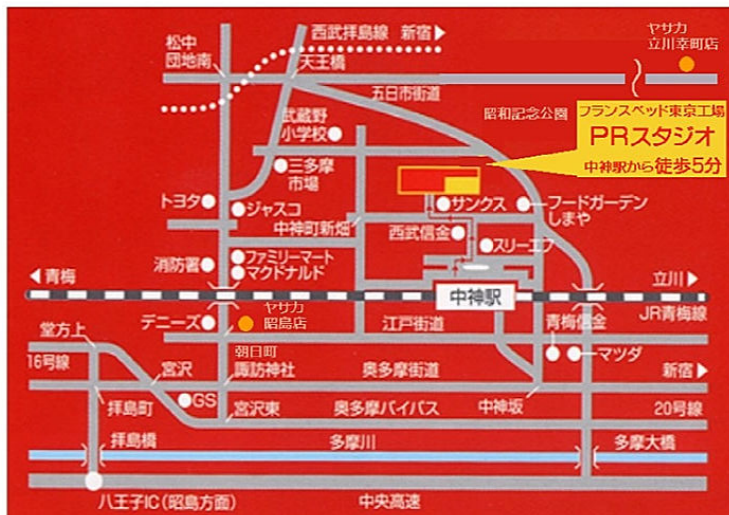 西武拝島線 新宿▶
ヤサカ
立川幸町店
松中
団地南
天王橋
五日市街道
昭和記念公園
フランスベッド東京工場
PRスタジオ
中神駅から徒歩5分
武蔵野
小学校
三多摩
市場
トヨタ
ジャスコ
サンクス
フードガーデン
しまや
中神町新畑
西武信金
スリーエフ
消防署
ファミリーマート
マクドナルド
◀青梅
立川▶
中神駅
JR青梅線
デニーズ
ヤサカ
昭島店
江戸街道
青梅信金
堂方上
16号線
朝日町
マツダ
宮沢
諏訪神社
奥多摩街道
新宿▶
GS
拝島町
宮沢東
奥多摩バイパス
中神坂
20号線
拝島橋
多摩川
多摩大橋
八王子IC(昭島方面)
中央高速